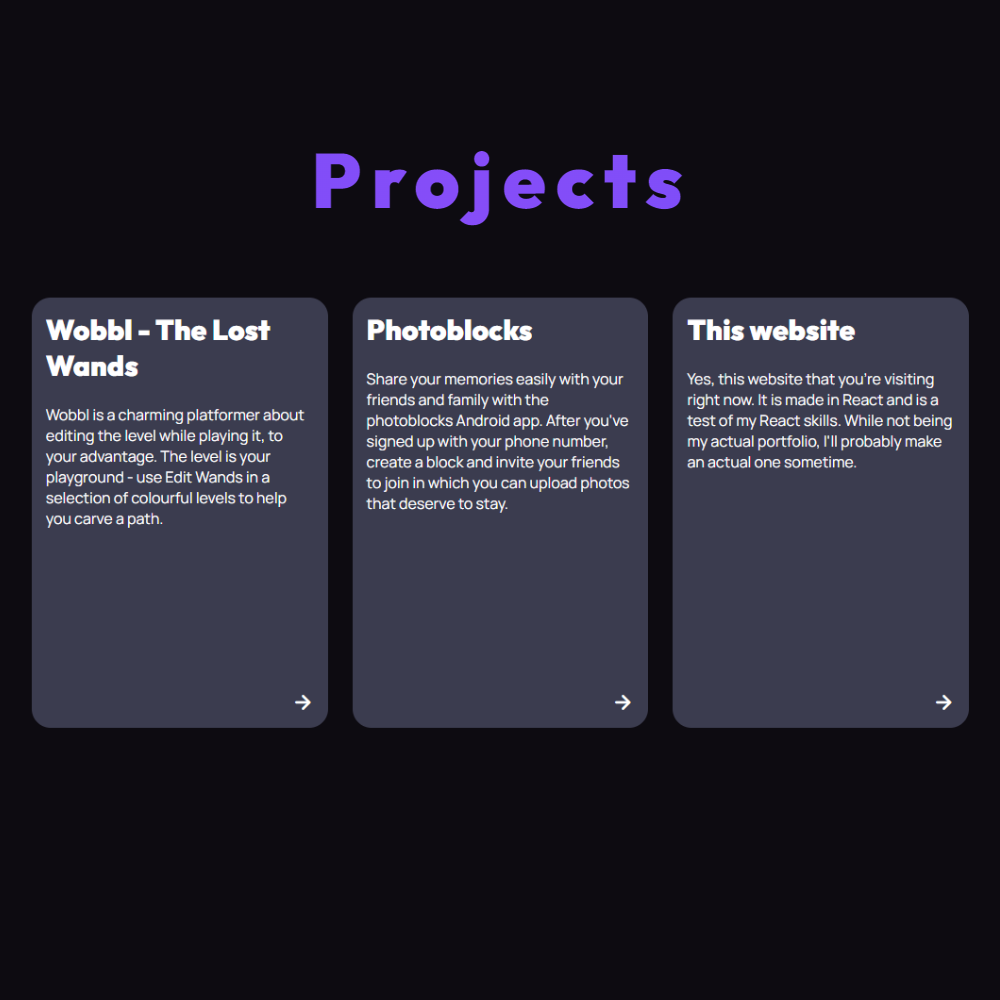 Projects
Wobbl - The Lost
Wands
Wobbl is a charming platformer about
editing the level while playing it, to
your advantage. The level is your
playground - use Edit Wands in a
selection of colourful levels to help
you carve a path.
Photoblocks
Share your memories easily with your
friends and family with the
photoblocks Android app. After you've
signed up with your phone number,
create a block and invite your friends
to join in which you can upload photos
that deserve to stay.
This website
Yes, this website that you're visiting
right now. It is made in React and is a
test of my React skills. While not being
my actual portfolio, I'll probably make
an actual one sometime.